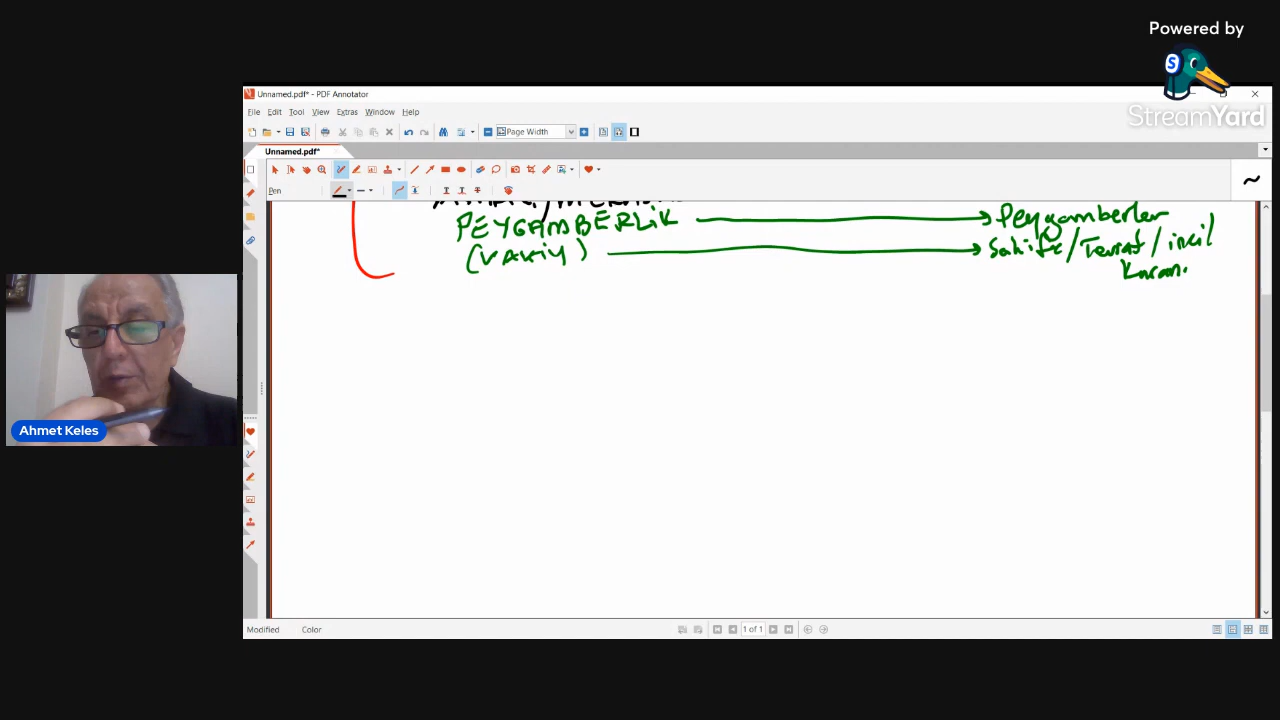 Powered by
StreamYard
Unnamed.pdf* - PDF Annotator
File Edit Tool View Extras Window Help
Page Width
Unnamed.pdf*
Pen
PEYGAMBERLiK Peygamberler
(VAHiY) Sahife/Tevrat/incil
Kuran.
Ahmet Keles
1 of 1
Modified Color